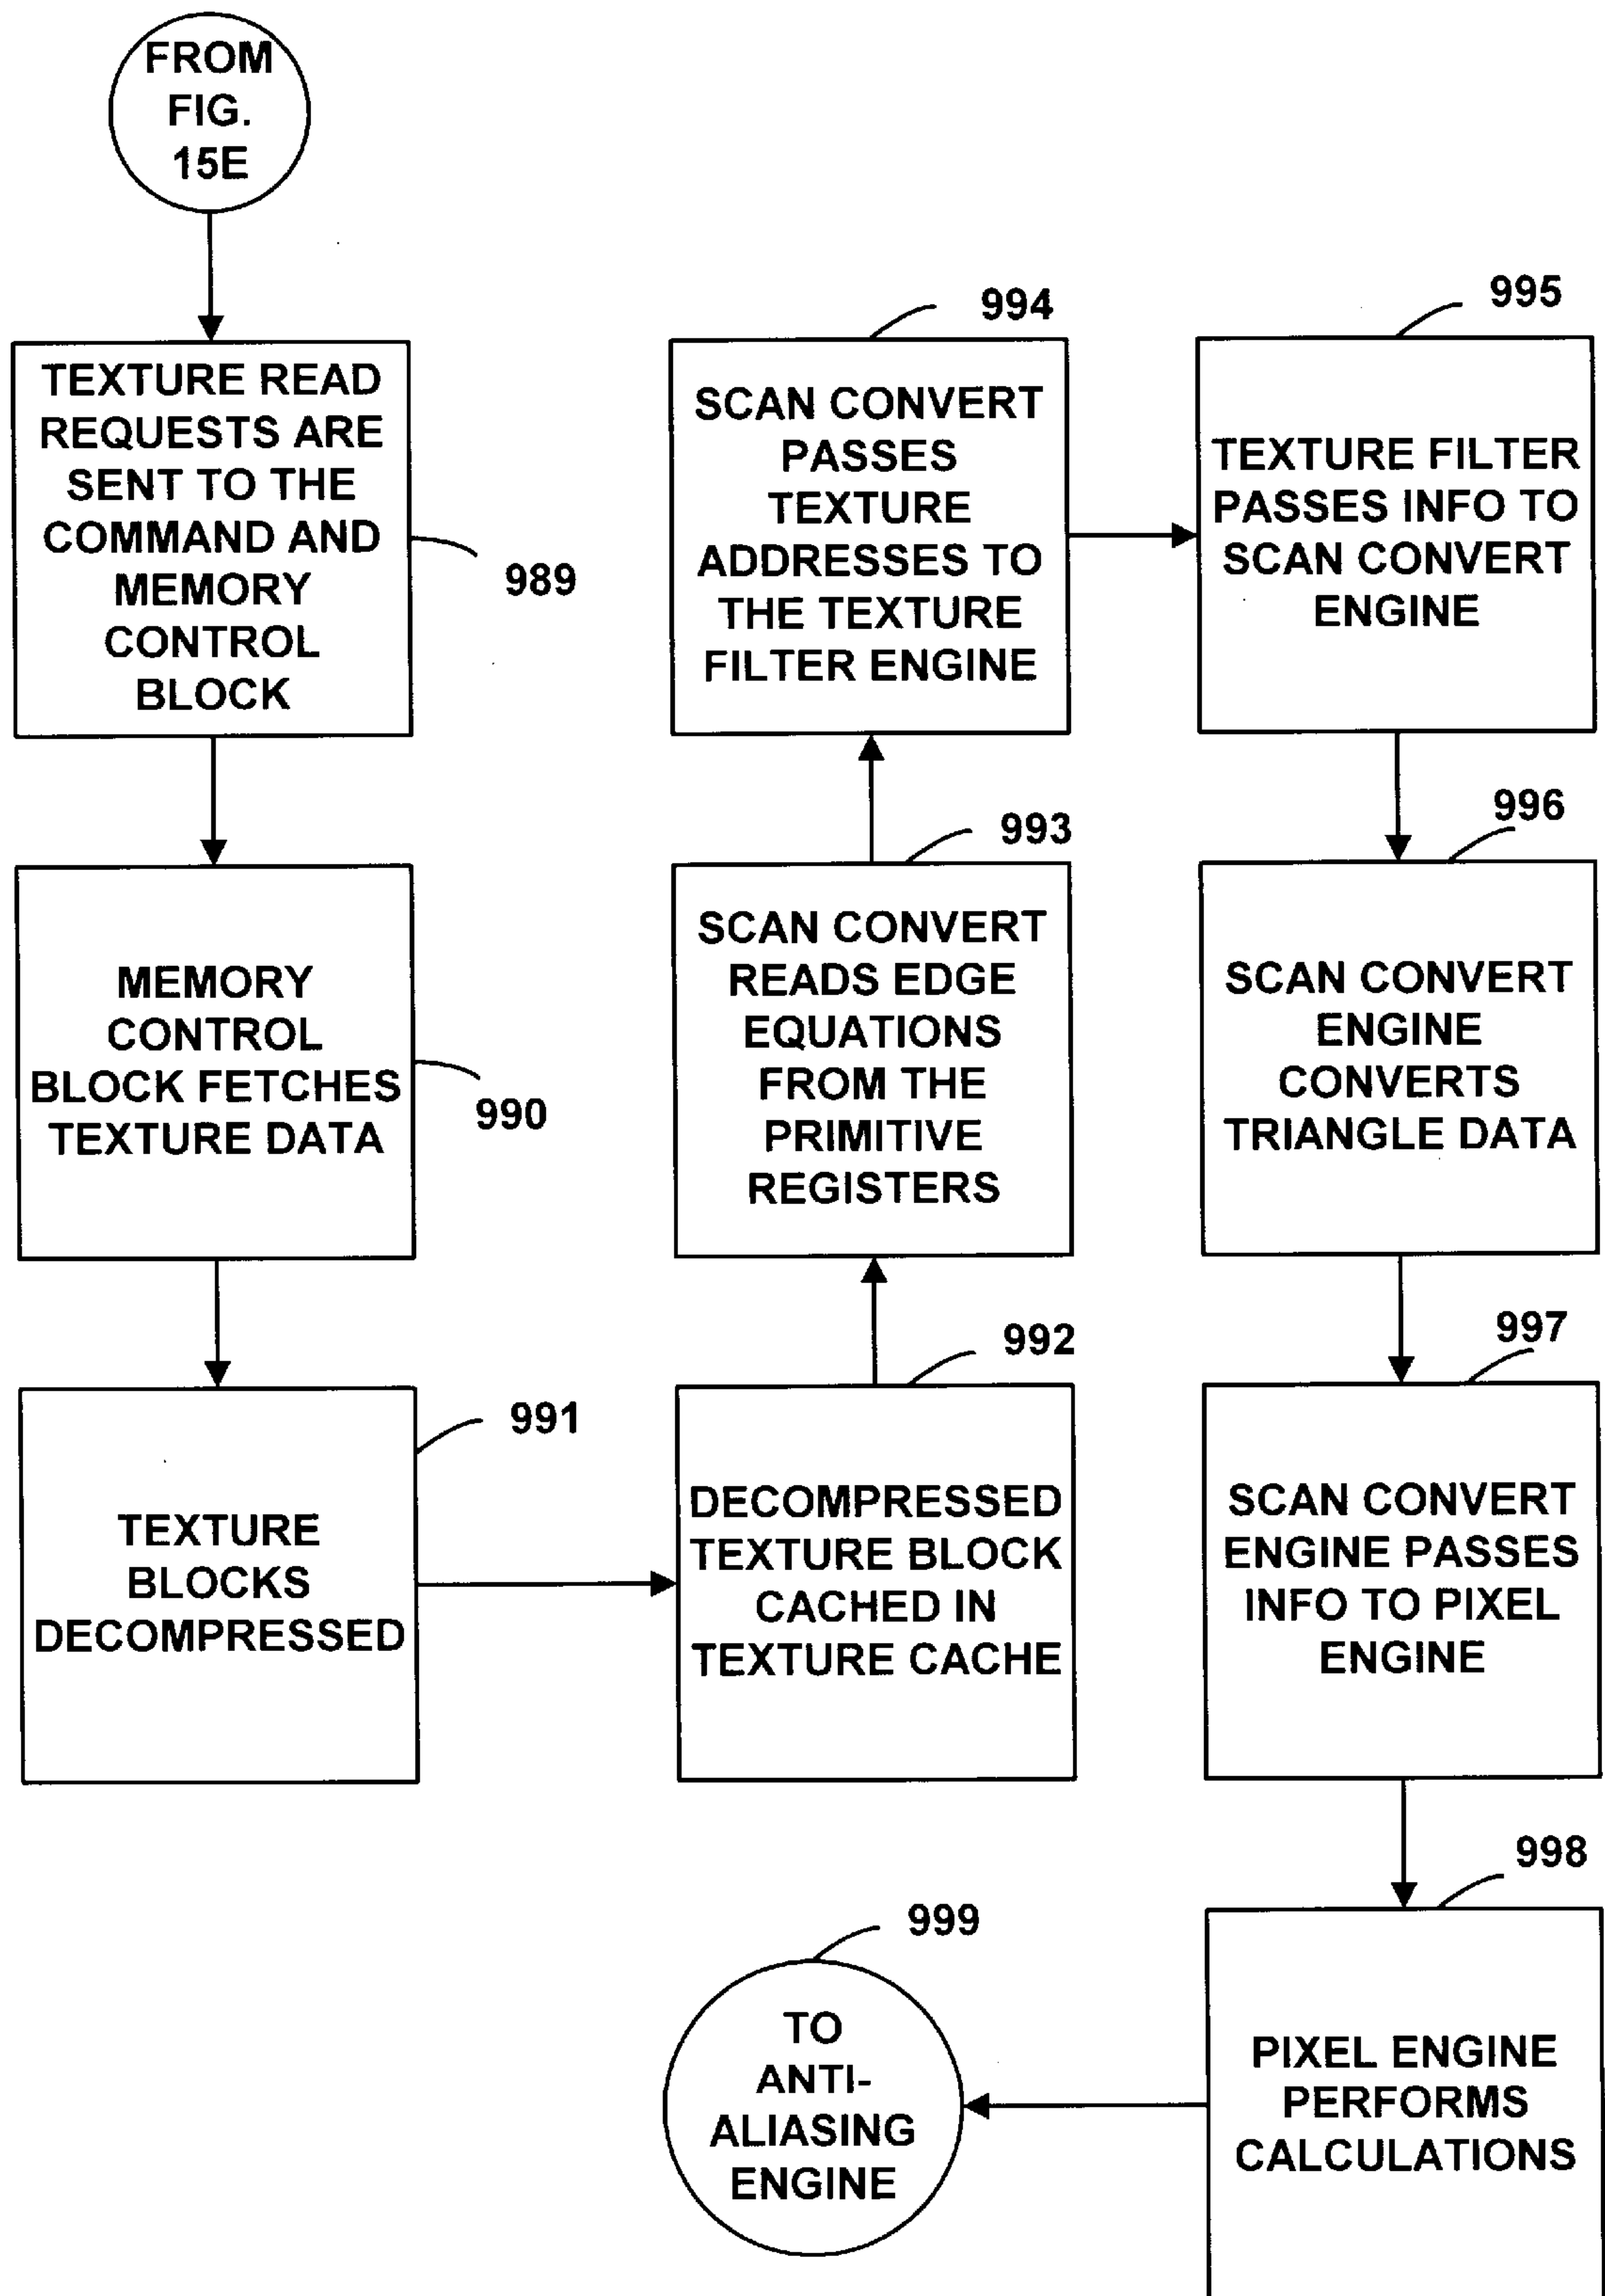 FROM
FIG.
15E
TEXTURE READ
REQUESTS ARE
SENT TO THE
COMMAND AND
MEMORY
CONTROL
BLOCK
989
MEMORY
CONTROL
BLOCK FETCHES
TEXTURE DATA
990
TEXTURE
BLOCKS
DECOMPRESSED
991
992
DECOMPRESSED
TEXTURE BLOCK
CACHED IN
TEXTURE CACHE
993
SCAN CONVERT
READS EDGE
EQUATIONS
FROM THE
PRIMITIVE
REGISTERS
994
SCAN CONVERT
PASSES
TEXTURE
ADDRESSES TO
THE TEXTURE
FILTER ENGINE
995
TEXTURE FILTER
PASSES INFO TO
SCAN CONVERT
ENGINE
996
SCAN CONVERT
ENGINE
CONVERTS
TRIANGLE DATA
997
SCAN CONVERT
ENGINE PASSES
INFO TO PIXEL
ENGINE
998
PIXEL ENGINE
PERFORMS
CALCULATIONS
999
TO
ANTI-
ALIASING
ENGINE